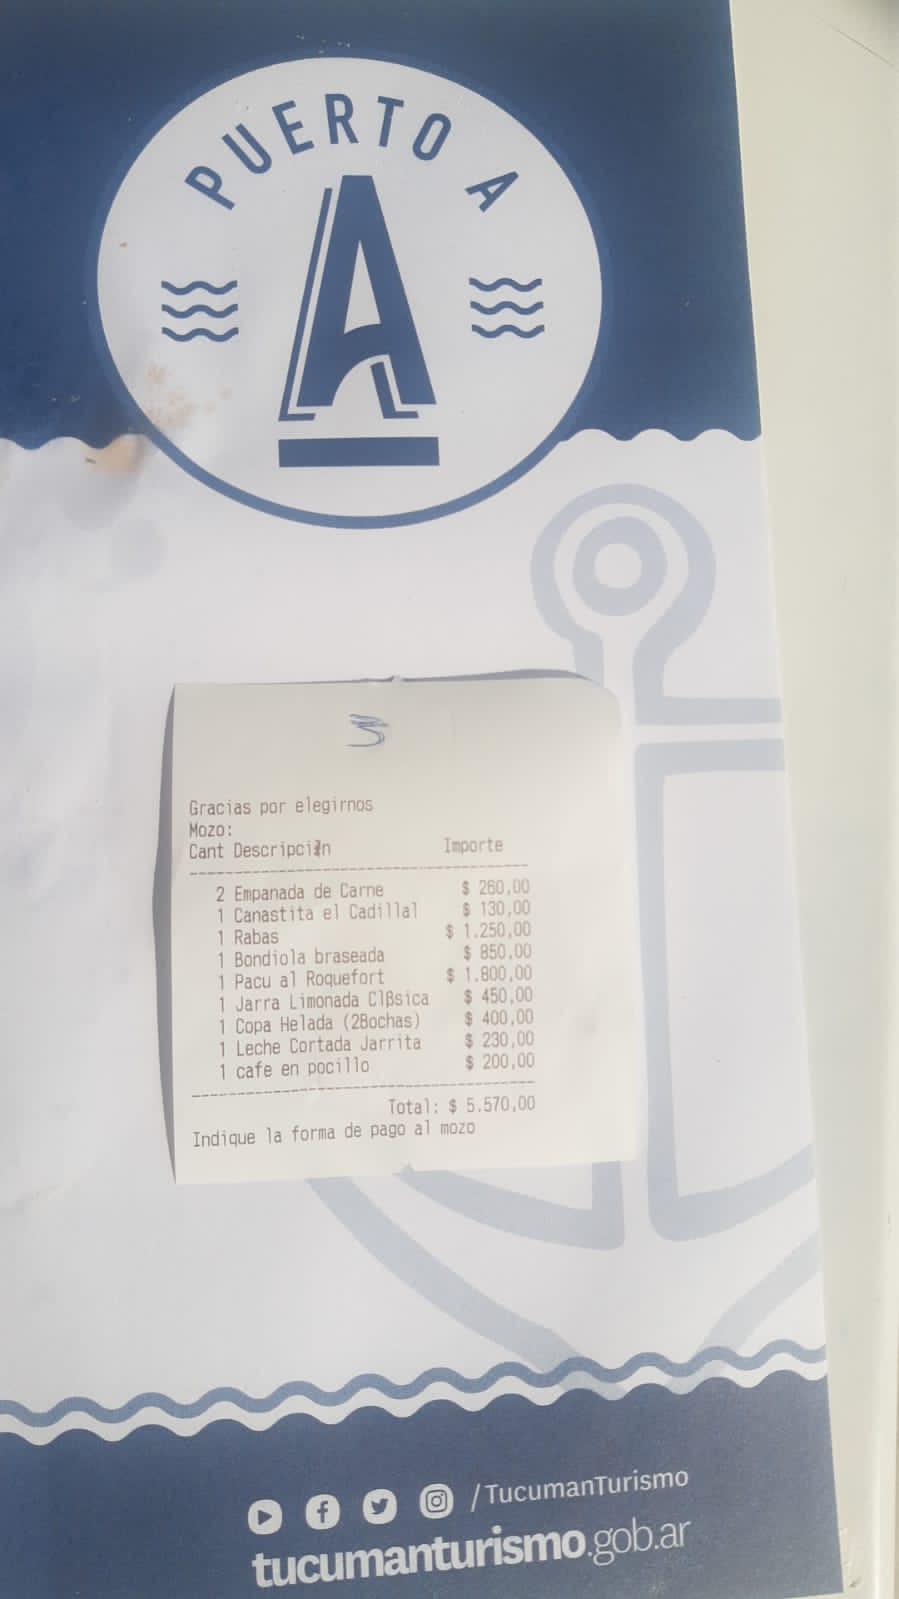 PUERTO A
A
3
Gracias por elegirnos
Mozo:
Cant Descripción Importe
2 Empanada de Carne $ 260,00
1 Canastita el Cadillal $ 130,00
1 Rabas $ 1.250,00
1 Bondiola braseada $ 850,00
1 Pacu al Roquefort $ 1.800,00
1 Jarra Limonada Clβsica $ 450,00
1 Copa Helada (2Bochas) $ 400,00
1 Leche Cortada Jarrita $ 230,00
1 cafe en pocillo $ 200,00
Total: $ 5.570,00
Indique la forma de pago al mozo
/TucumanTurismo
tucumanturismo.gob.ar